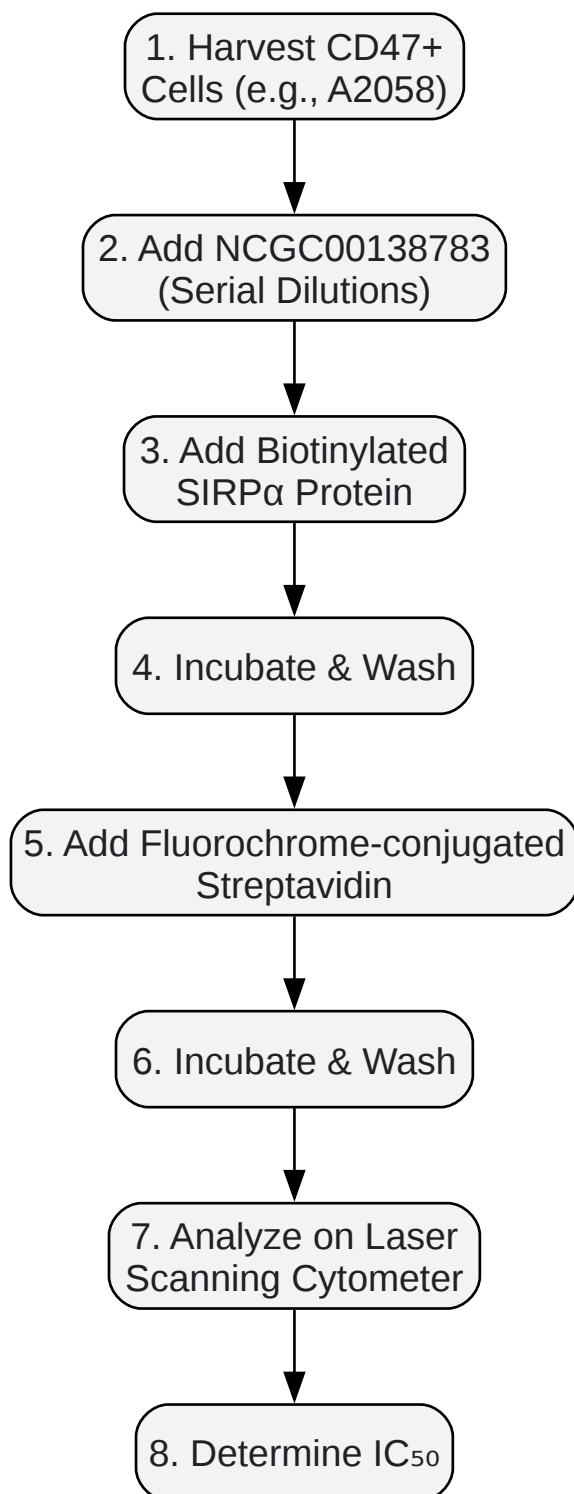 1. Harvest CD47+
Cells (e.g., A2058)
2. Add NCGC00138783
(Serial Dilutions)
3. Add Biotinylated
SIRPα Protein
4. Incubate & Wash
5. Add Fluorochrome-conjugated
Streptavidin
6. Incubate & Wash
7. Analyze on Laser
Scanning Cytometer
8. Determine IC₅₀